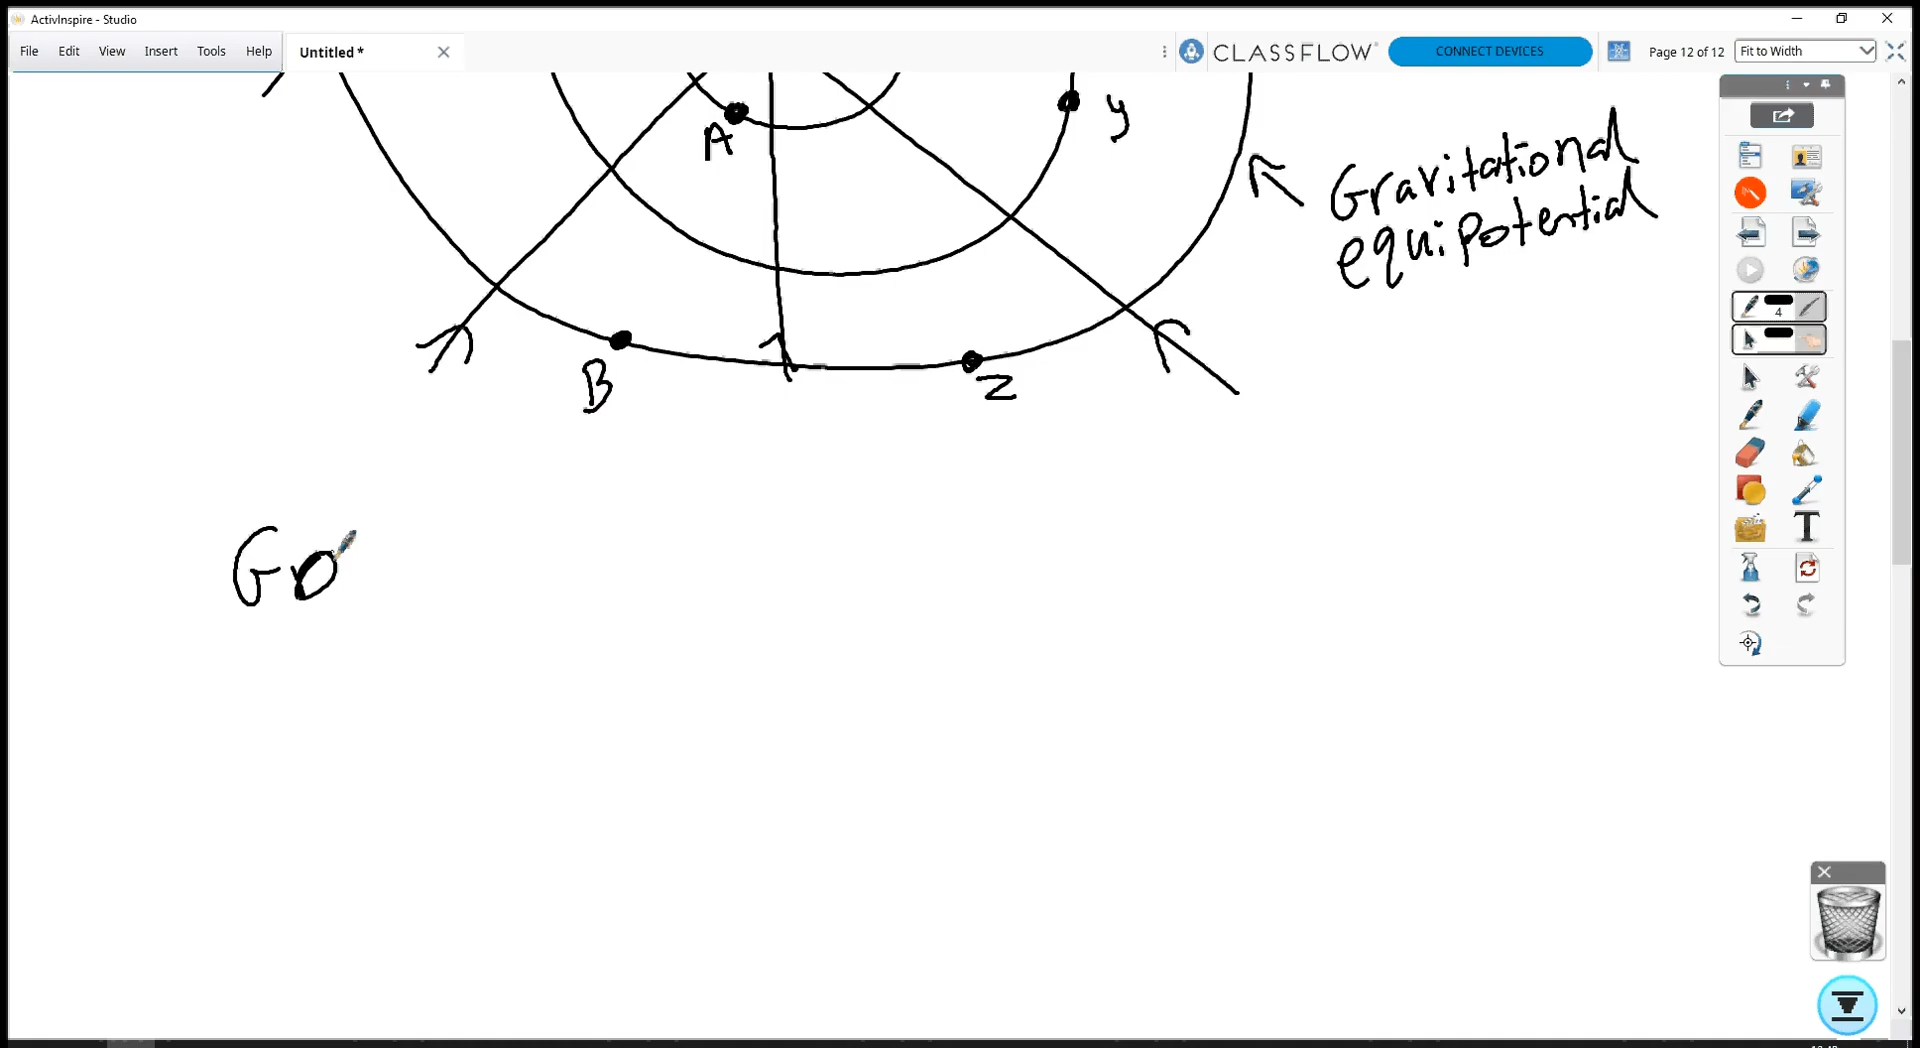 ActivInspire - Studio
File Edit View Insert Tools Help Untitled * CLASSFLOW CONNECT DEVICES Page 12 of 12 Fit to Width
A
y
Gravitational
equipotential
4
B
Z
T
Go